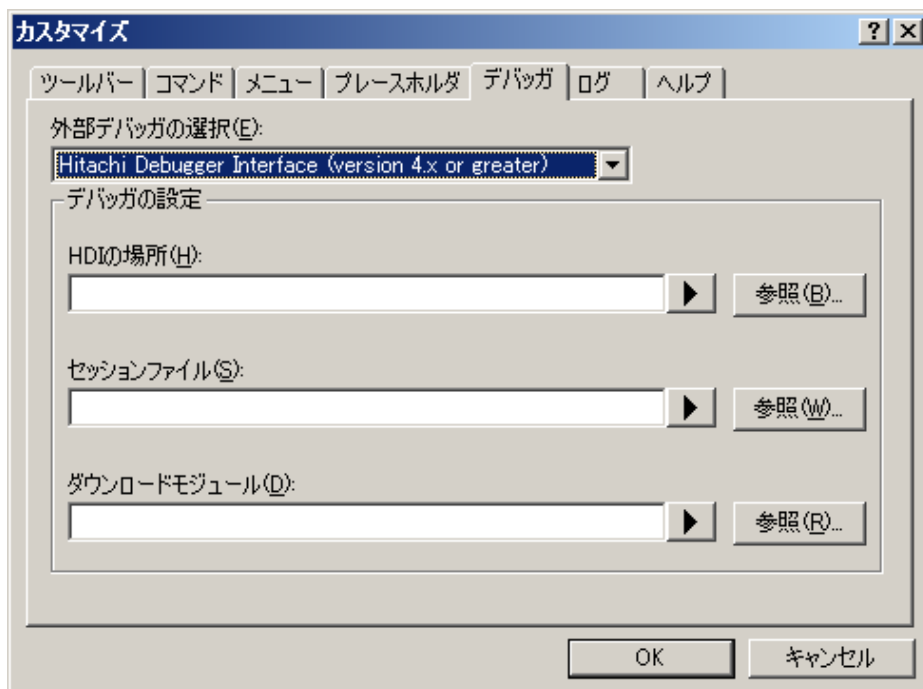 カスタマイズ
ツールバー コマンド メニュー プレースホルダ デバッガ ログ ヘルプ
外部デバッガの選択(E):
Hitachi Debugger Interface (version 4.x or greater)
デバッガの設定
HDIの場所(H):
参照(B)...
セッションファイル(S):
参照(W)...
ダウンロードモジュール(D):
参照(R)...
OK キャンセル